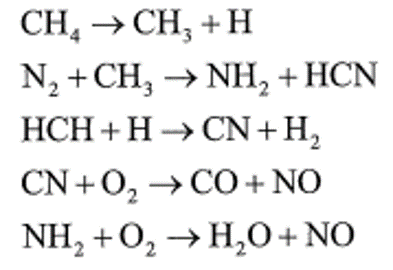 CH₄ → CH₃ + H
N₂ + CH₃ → NH₂ + HCN
HCH + H → CN + H₂
CN + O₂ → CO + NO
NH₂ + O₂ → H₂O + NO